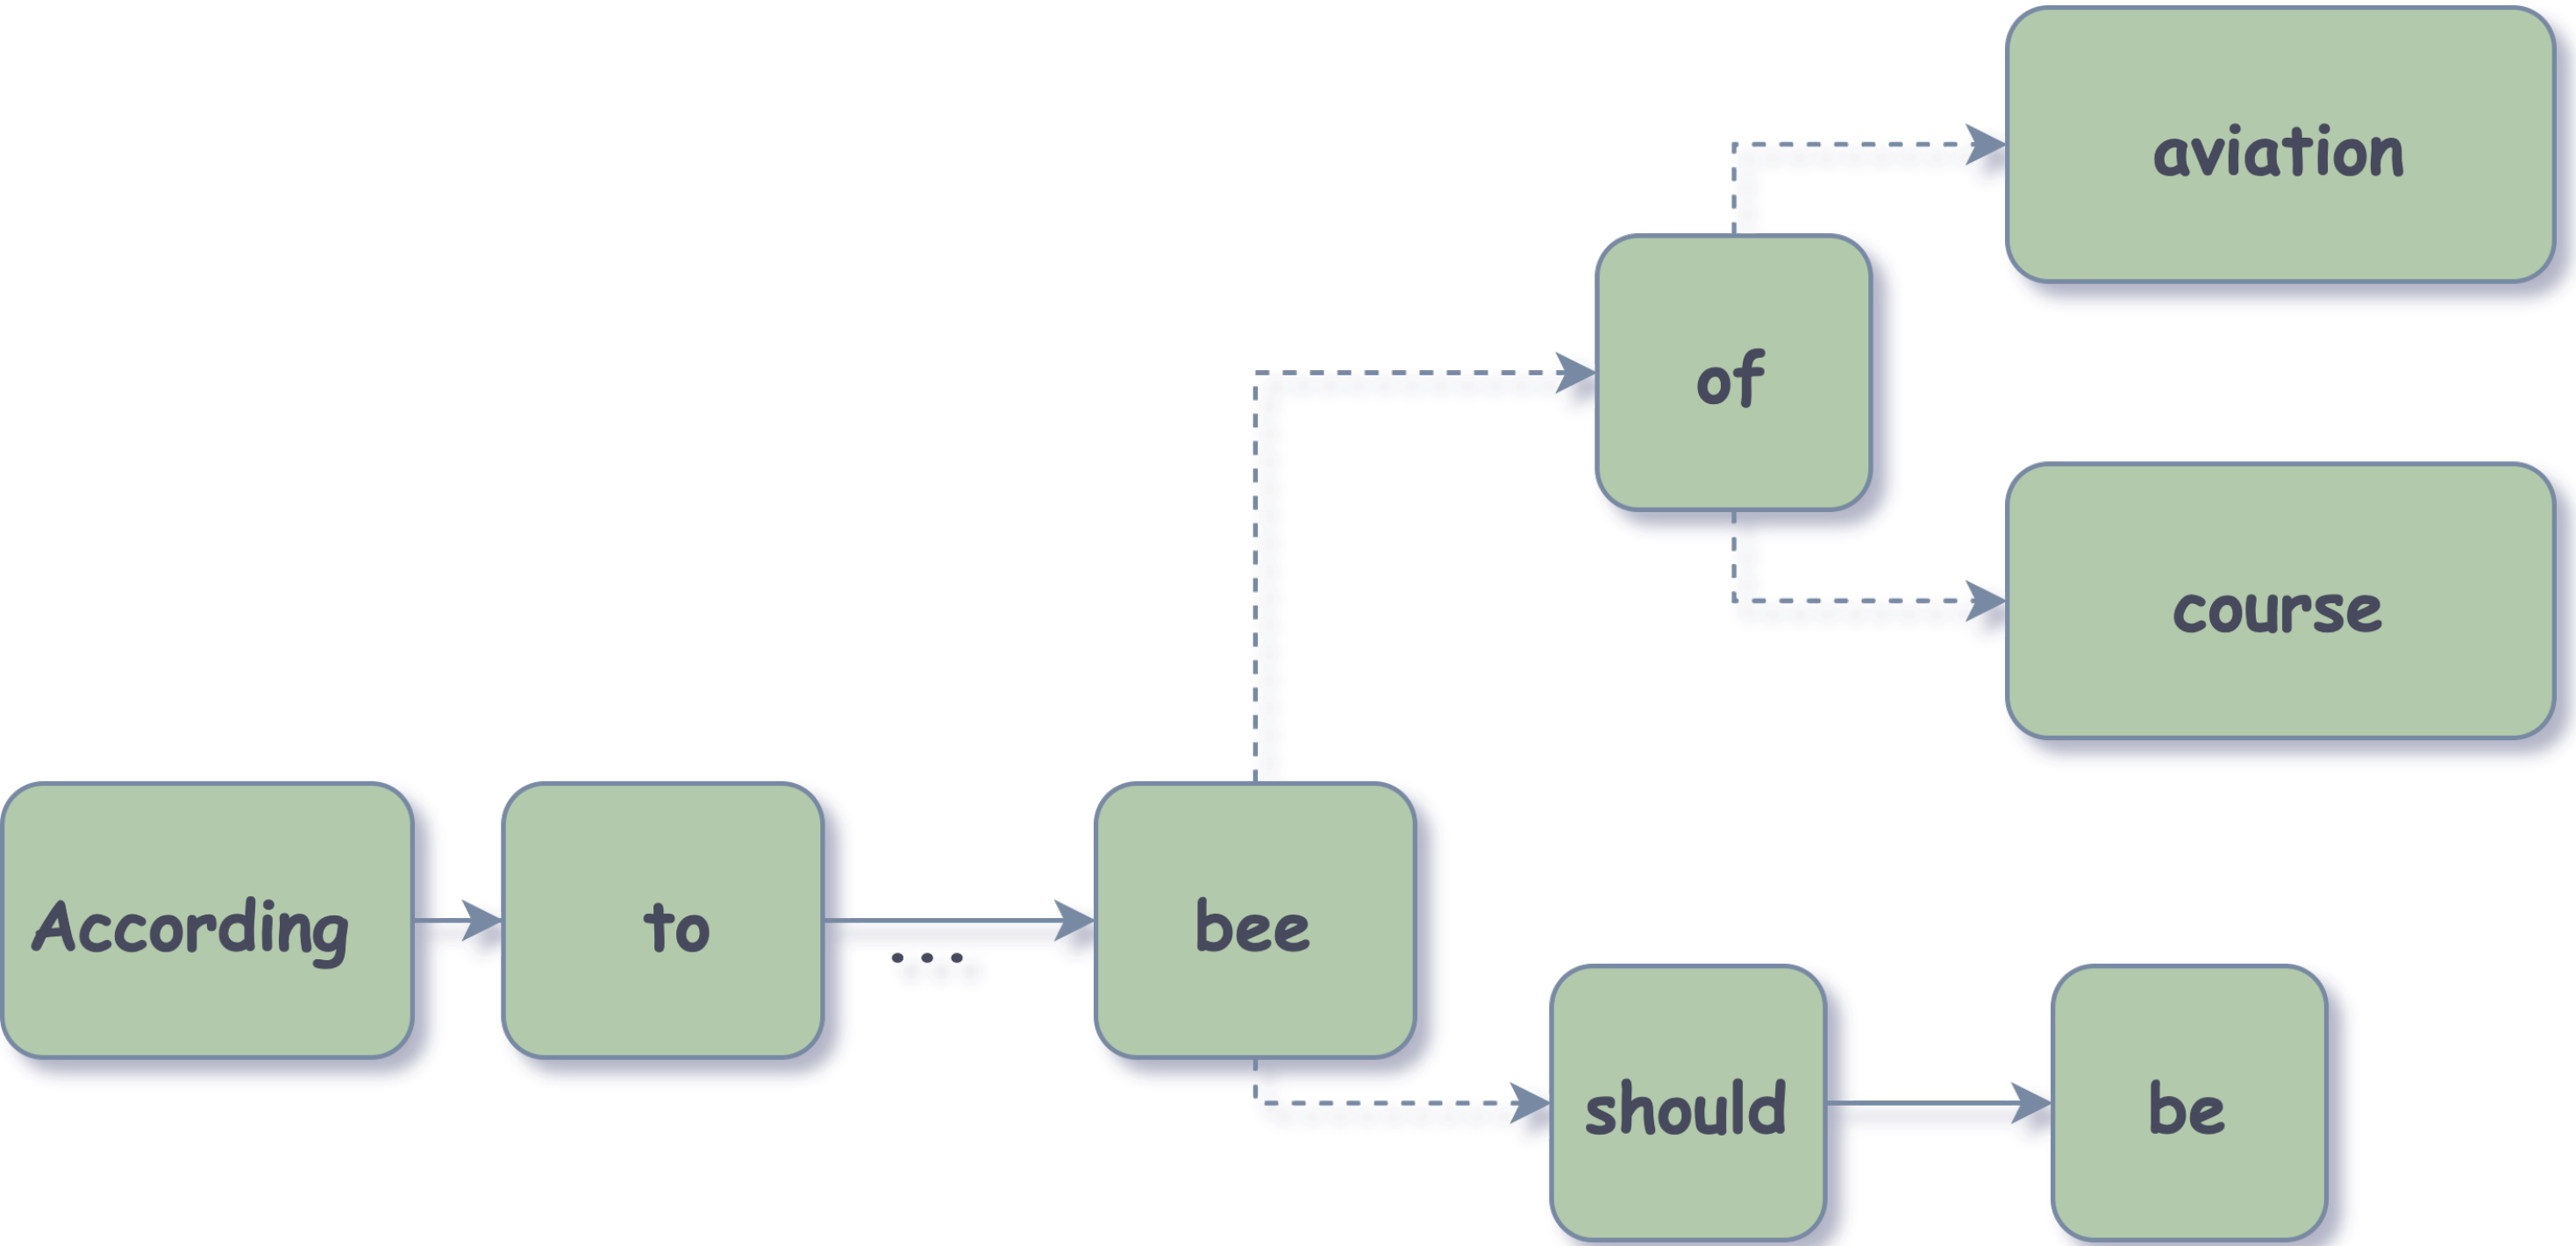 aviation
of
course
According to ... bee
should be